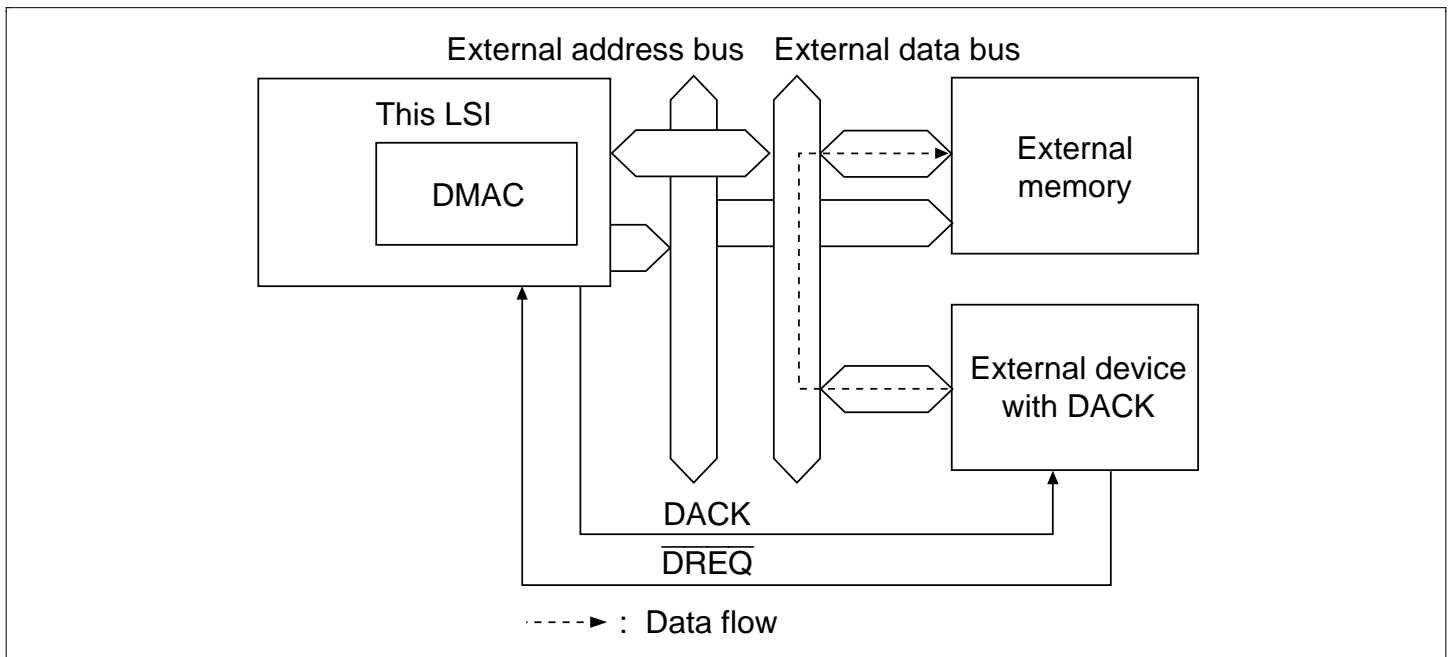 External address bus
External data bus
This LSI
DMAC
External
memory
External device
with DACK
DACK
DREQ
: Data flow